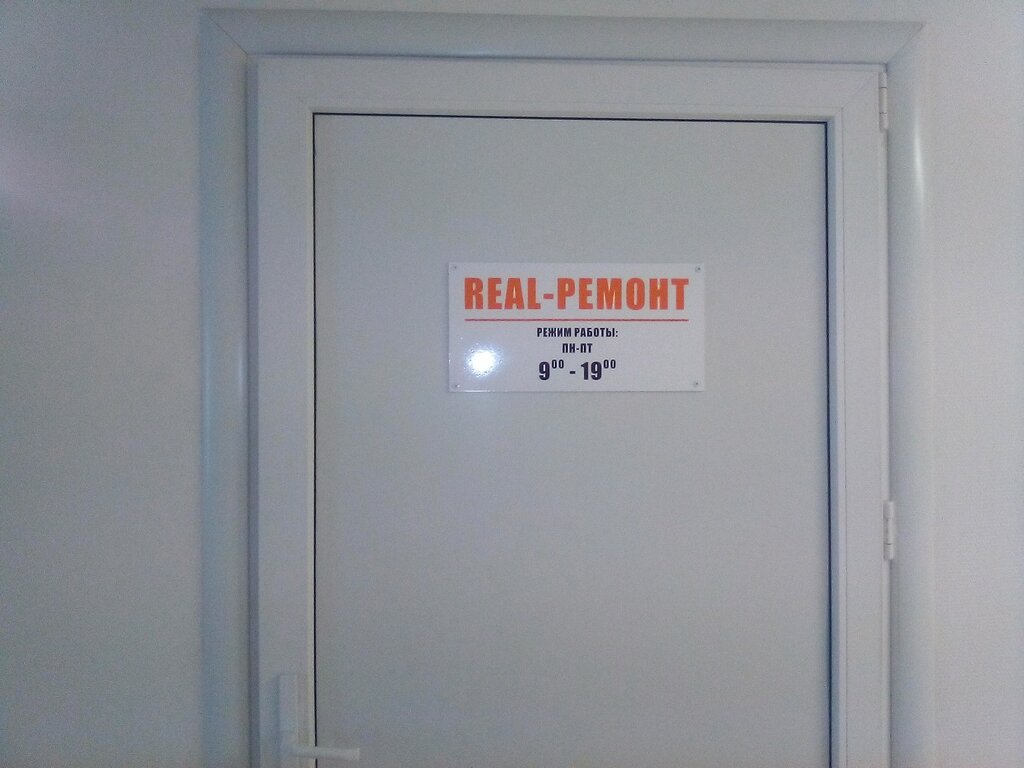 REAL-РЕМОНТ
РЕЖИМ РАБОТЫ:
ПН-ПТ
9⁰⁰ - 19⁰⁰